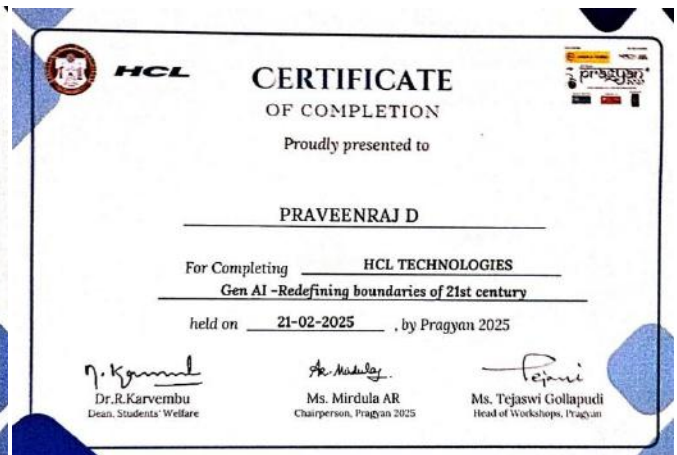 HCL
CERTIFICATE
OF COMPLETION
Proudly presented to
PRAVEENRAJ D
For Completing HCL TECHNOLOGIES
Gen AI -Redefining boundaries of 21st century
held on 21-02-2025 , by Pragyan 2025
Dr.R.Karvembu
Dean, Students' Welfare
Ms. Mirdula AR
Chairperson, Pragyan 2025
Ms. Tejaswi Gollapudi
Head of Workshops, Pragyan
pragyan